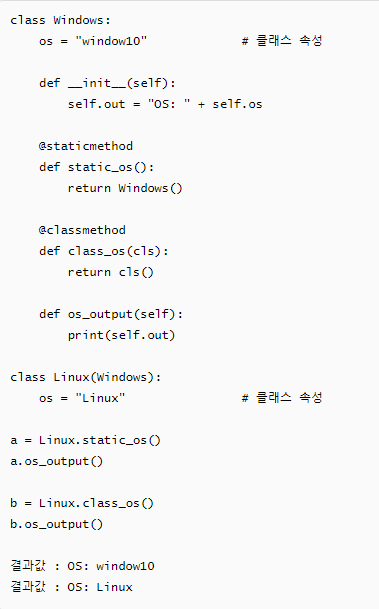 class Windows:
    os = "window10"             # 클래스 속성

    def __init__(self):
        self.out = "OS: " + self.os

    @staticmethod
    def static_os():
        return Windows()

    @classmethod
    def class_os(cls):
        return cls()

    def os_output(self):
        print(self.out)

class Linux(Windows):
    os = "Linux"                # 클래스 속성

a = Linux.static_os()
a.os_output()

b = Linux.class_os()
b.os_output()

결과값 : OS: window10
결과값 : OS: Linux